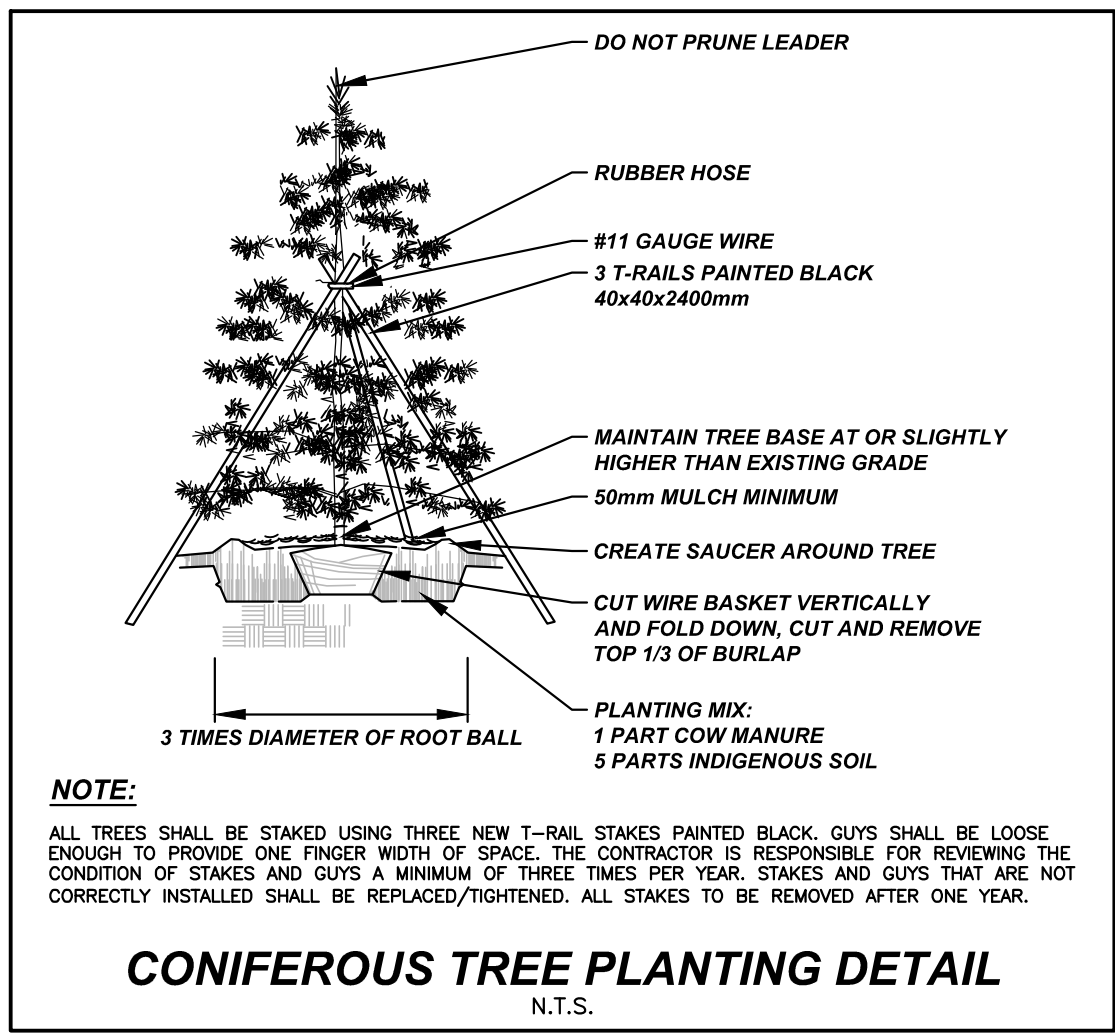 DO NOT PRUNE LEADER
RUBBER HOSE
#11 GAUGE WIRE
3 T-RAILS PAINTED BLACK
40x40x2400mm
MAINTAIN TREE BASE AT OR SLIGHTLY
HIGHER THAN EXISTING GRADE
50mm MULCH MINIMUM
CREATE SAUCER AROUND TREE
CUT WIRE BASKET VERTICALLY
AND FOLD DOWN, CUT AND REMOVE
TOP 1/3 OF BURLAP
PLANTING MIX:
1 PART COW MANURE
5 PARTS INDIGENOUS SOIL
3 TIMES DIAMETER OF ROOT BALL
NOTE:
ALL TREES SHALL BE STAKED USING THREE NEW T-RAIL STAKES PAINTED BLACK. GUYS SHALL BE LOOSE
ENOUGH TO PROVIDE ONE FINGER WIDTH OF SPACE. THE CONTRACTOR IS RESPONSIBLE FOR REVIEWING THE
CONDITION OF STAKES AND GUYS A MINIMUM OF THREE TIMES PER YEAR. STAKES AND GUYS THAT ARE NOT
CORRECTLY INSTALLED SHALL BE REPLACED/TIGHTENED. ALL STAKES TO BE REMOVED AFTER ONE YEAR.
CONIFEROUS TREE PLANTING DETAIL
N.T.S.